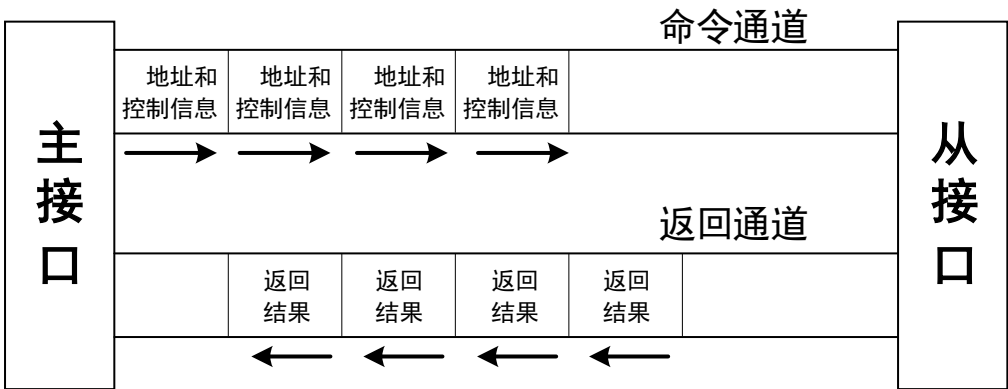 命令通道
地址和 地址和 地址和 地址和
控制信息 控制信息 控制信息 控制信息
主接口
从接口
返回通道
返回 返回 返回 返回
结果 结果 结果 结果